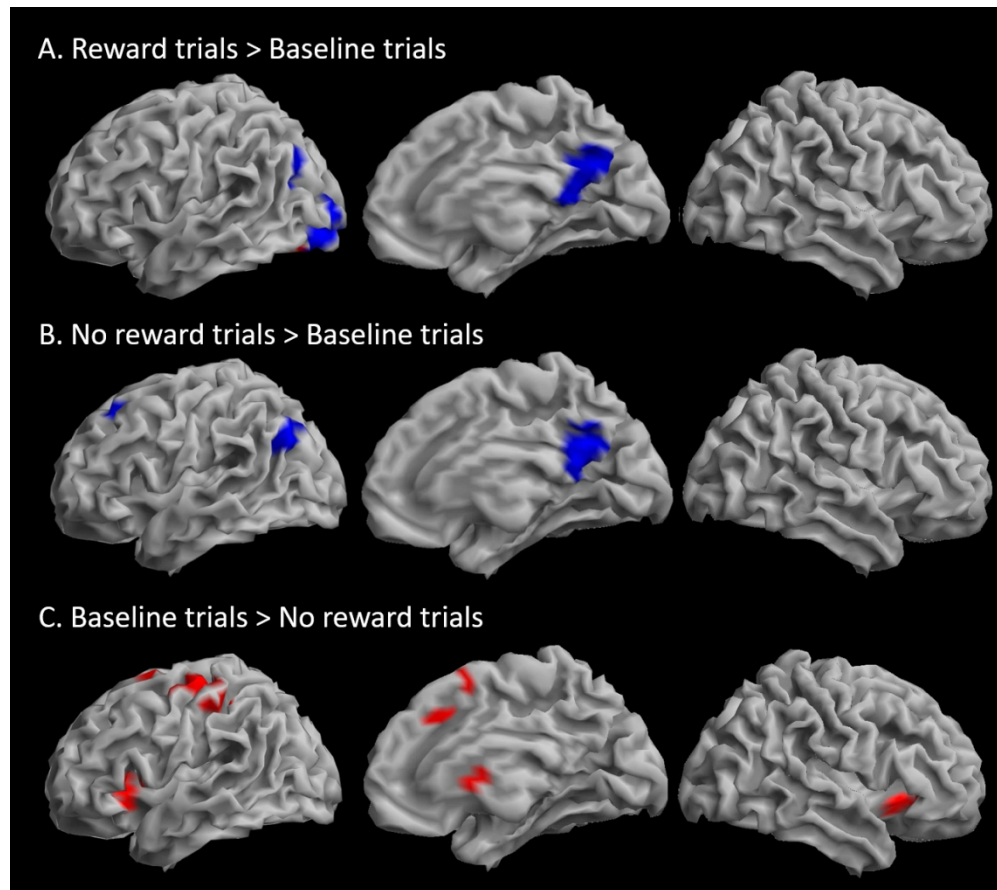 A. Reward trials > Baseline trials
B. No reward trials > Baseline trials
C. Baseline trials > No reward trials